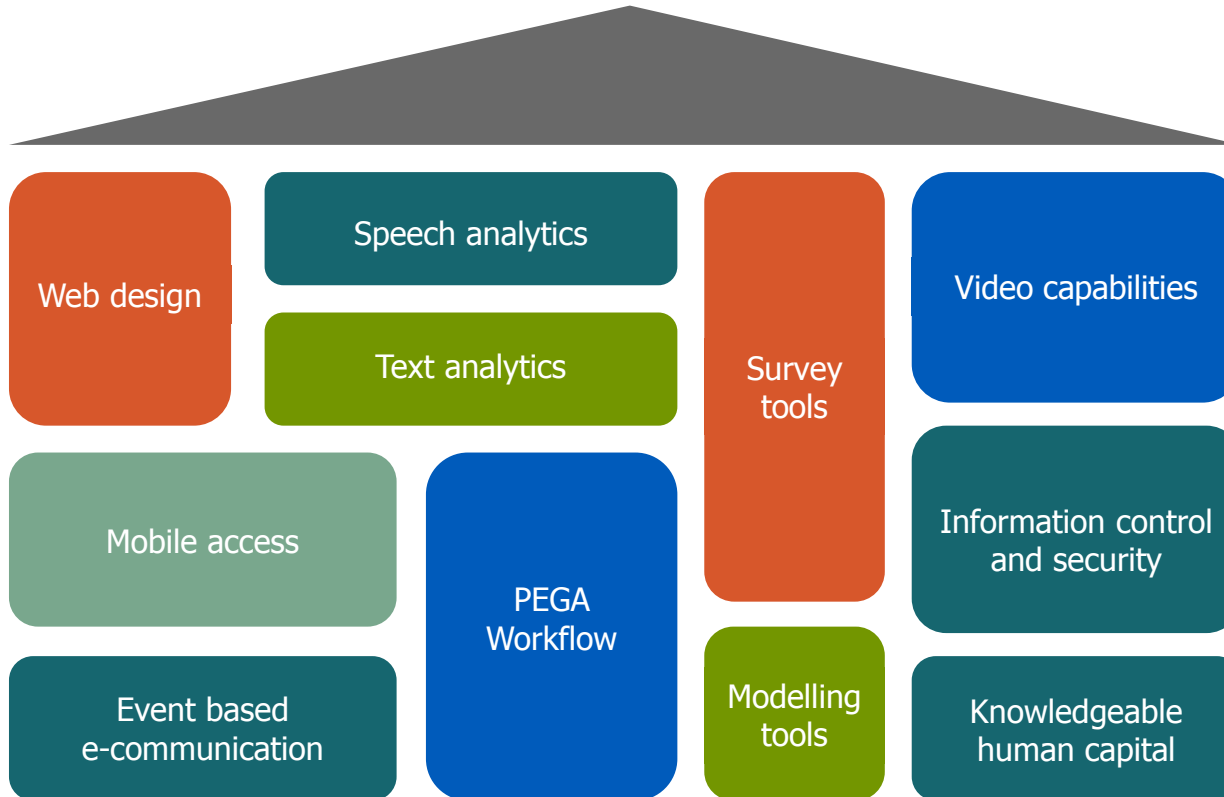 Web design
Speech analytics
Text analytics
Survey
tools
Video capabilities
Mobile access
PEGA
Workflow
Information control
and security
Event based
e-communication
Modelling
tools
Knowledgeable
human capital